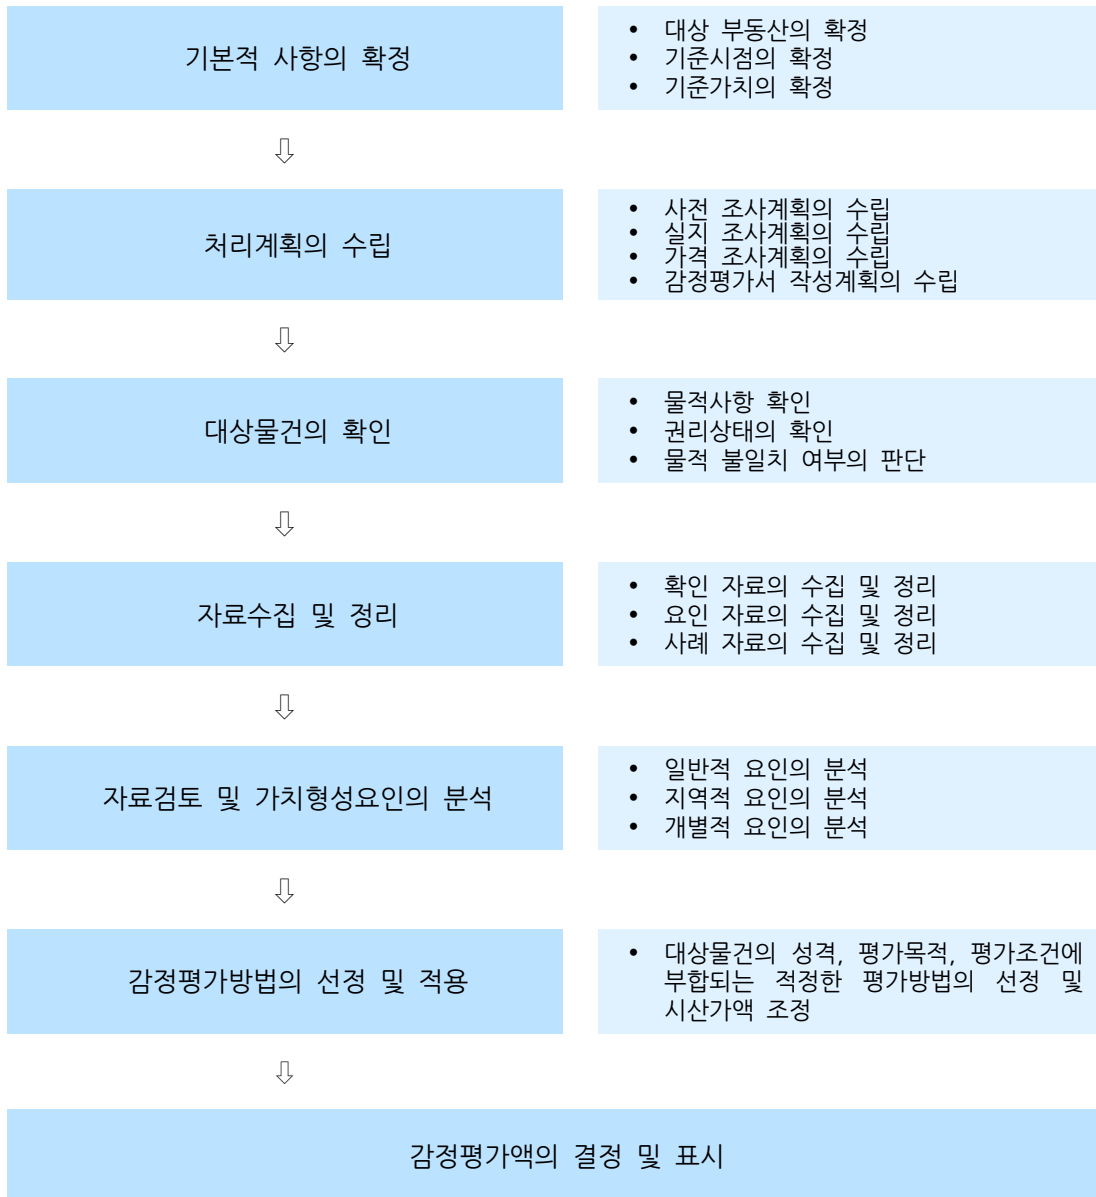 기본적 사항의 확정
• 대상 부동산의 확정
• 기준시점의 확정
• 기준가치의 확정
⇩
처리계획의 수립
• 사전 조사계획의 수립
• 실지 조사계획의 수립
• 가격 조사계획의 수립
• 감정평가서 작성계획의 수립
⇩
대상물건의 확인
• 물적사항 확인
• 권리상태의 확인
• 물적 불일치 여부의 판단
⇩
자료수집 및 정리
• 확인 자료의 수집 및 정리
• 요인 자료의 수집 및 정리
• 사례 자료의 수집 및 정리
⇩
자료검토 및 가치형성요인의 분석
• 일반적 요인의 분석
• 지역적 요인의 분석
• 개별적 요인의 분석
⇩
감정평가방법의 선정 및 적용
• 대상물건의 성격, 평가목적, 평가조건에
부합되는 적정한 평가방법의 선정 및
시산가액 조정
⇩
감정평가액의 결정 및 표시